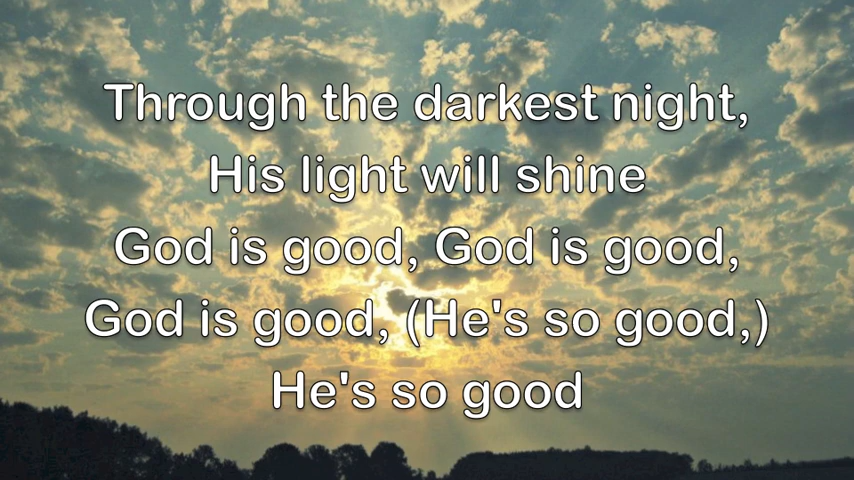 Through the darkest night,
His light will shine
God is good, God is good,
God is good, (He's so good,)
He's so good